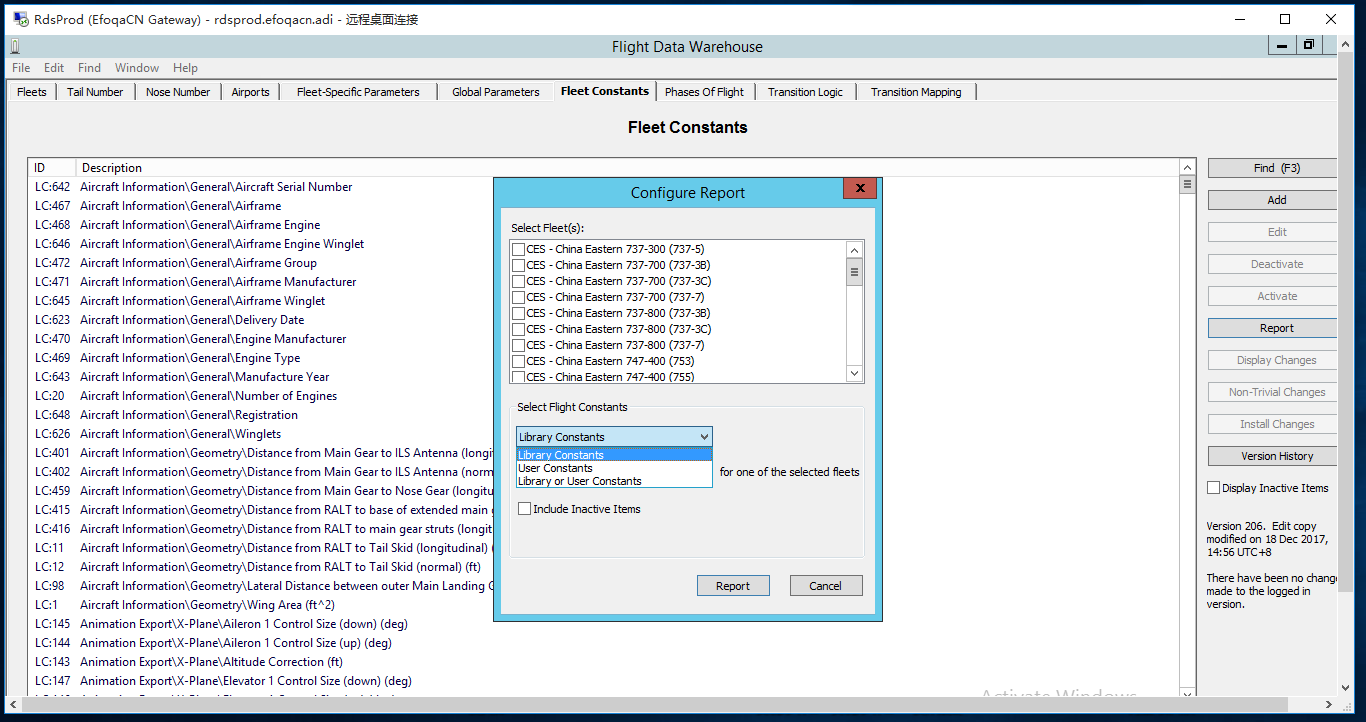 RdsProd (EfoqaCN Gateway) - rdsprod.efoqacn.adi - 远程桌面连接
Flight Data Warehouse
File Edit Find Window Help
Fleets Tail Number Nose Number Airports Fleet-Specific Parameters Global Parameters Fleet Constants Phases Of Flight Transition Logic Transition Mapping
Fleet Constants
ID Description
LC:642 Aircraft Information\General\Aircraft Serial Number
LC:467 Aircraft Information\General\Airframe
LC:468 Aircraft Information\General\Airframe Engine
LC:646 Aircraft Information\General\Airframe Engine Winglet
LC:472 Aircraft Information\General\Airframe Group
LC:471 Aircraft Information\General\Airframe Manufacturer
LC:645 Aircraft Information\General\Airframe Winglet
LC:623 Aircraft Information\General\Delivery Date
LC:470 Aircraft Information\General\Engine Manufacturer
LC:469 Aircraft Information\General\Engine Type
LC:643 Aircraft Information\General\Manufacture Year
LC:20 Aircraft Information\General\Number of Engines
LC:648 Aircraft Information\General\Registration
LC:626 Aircraft Information\General\Winglets
LC:401 Aircraft Information\Geometry\Distance from Main Gear to ILS Antenna (longi
LC:402 Aircraft Information\Geometry\Distance from Main Gear to ILS Antenna (norm
LC:459 Aircraft Information\Geometry\Distance from Main Gear to Nose Gear (longitu
LC:415 Aircraft Information\Geometry\Distance from RALT to base of extended main
LC:416 Aircraft Information\Geometry\Distance from RALT to main gear struts (longit
LC:11 Aircraft Information\Geometry\Distance from RALT to Tail Skid (longitudinal) (
LC:12 Aircraft Information\Geometry\Distance from RALT to Tail Skid (normal) (ft)
LC:98 Aircraft Information\Geometry\Lateral Distance between outer Main Landing G
LC:1 Aircraft Information\Geometry\Wing Area (ft^2)
LC:145 Animation Export\X-Plane\Aileron 1 Control Size (down) (deg)
LC:144 Animation Export\X-Plane\Aileron 1 Control Size (up) (deg)
LC:143 Animation Export\X-Plane\Altitude Correction (ft)
LC:147 Animation Export\X-Plane\Elevator 1 Control Size (down) (deg)
Configure Report
x
Select Fleet(s):
CES - China Eastern 737-300 (737-5)
CES - China Eastern 737-700 (737-3B)
CES - China Eastern 737-700 (737-3C)
CES - China Eastern 737-700 (737-7)
CES - China Eastern 737-800 (737-3B)
CES - China Eastern 737-800 (737-3C)
CES - China Eastern 737-800 (737-7)
CES - China Eastern 747-400 (753)
CES - China Eastern 747-400 (755)
Select Flight Constants
Library Constants
Library Constants
User Constants
Library or User Constants
for one of the selected fleets
Include Inactive Items
Report Cancel
Find (F3)
Add
Edit
Deactivate
Activate
Report
Display Changes
Non-Trivial Changes
Install Changes
Version History
Display Inactive Items
Version 206. Edit copy
modified on 18 Dec 2017,
14:56 UTC+8
There have been no chang
made to the logged in
version.
Activate Windows